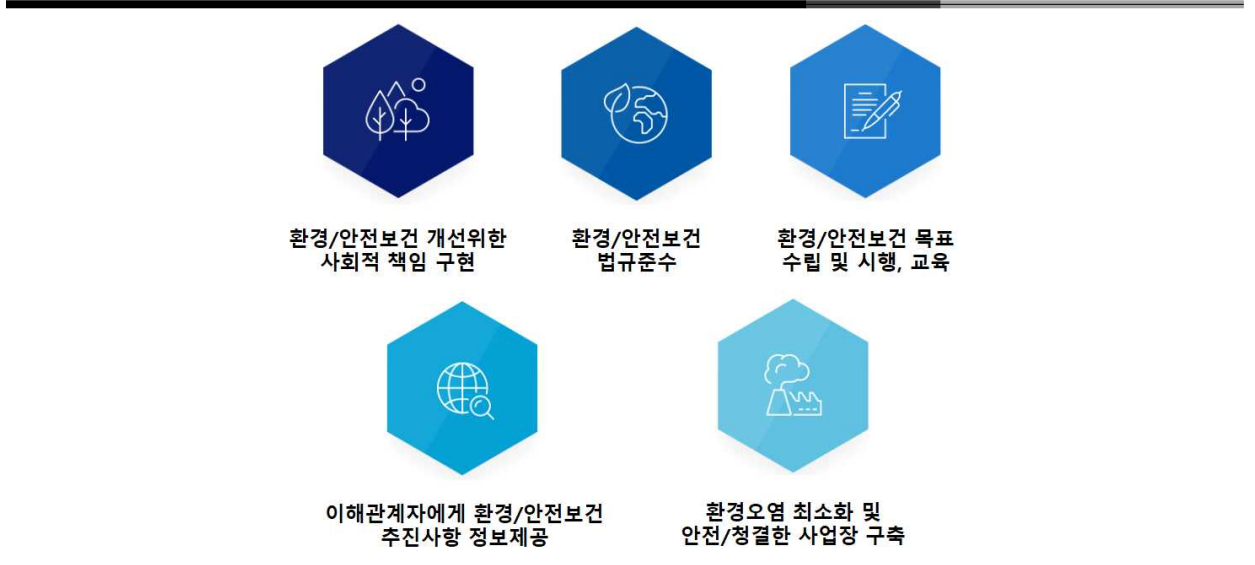 환경/안전보건 개선위한
사회적 책임 구현
환경/안전보건
법규준수
환경/안전보건 목표
수립 및 시행, 교육
이해관계자에게 환경/안전보건
추진사항 정보제공
환경오염 최소화 및
안전/청결한 사업장 구축